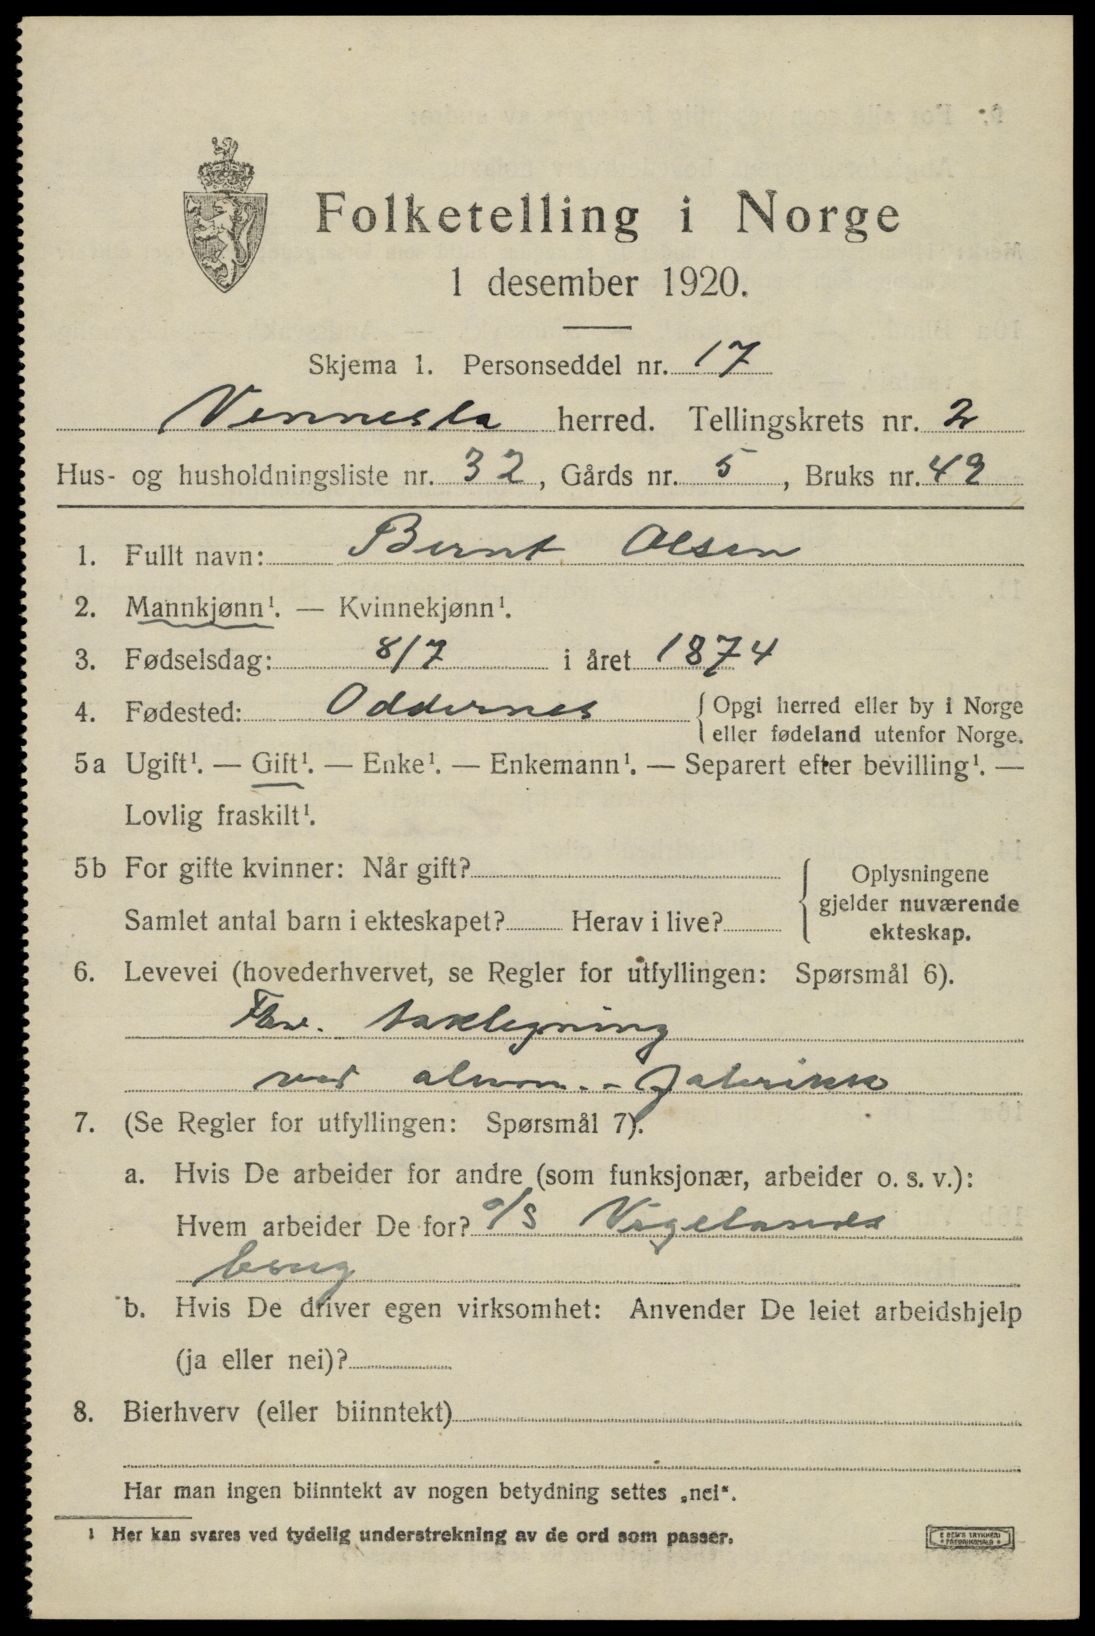 Folketelling i Norge
1 desember 1920.
Skjema 1. Personseddel nr. 17
Vennesla herred. Tellingskrets nr. 2
Hus- og husholdningsliste nr. 32, Gårds nr. 5, Bruks nr. 49
1. Fullt navn: Bernt Olsen
2. Mannkjønn¹. — Kvinnekjønn¹.
3. Fødselsdag: 8/7 i året 1874
4. Fødested: Oddernes {Opgi herred eller by i Norge
eller fødeland utenfor Norge.
5a Ugift¹. — Gift¹. — Enke¹. — Enkemann¹. — Separert efter bevilling¹. —
Lovlig fraskilt¹.
5b For gifte kvinner: Når gift? { Oplysningene
gjelder nuværende
Samlet antal barn i ekteskapet? Herav i live?
ekteskap.
6. Levevei (hovederhvervet, se Regler for utfyllingen: Spørsmål 6).
taklegning
ved alum.-fabrikk
7. (Se Regler for utfyllingen: Spørsmål 7).
a. Hvis De arbeider for andre (som funksjonær, arbeider o. s. v.):
Hvem arbeider De for? a/s Vigelands
brug
b. Hvis De driver egen virksomhet: Anvender De leiet arbeidshjelp
(ja eller nei)?
8. Bierhverv (eller biinntekt)
Har man ingen biinntekt av nogen betydning settes „nei“.
¹ Her kan svares ved tydelig understrekning av de ord som passer.